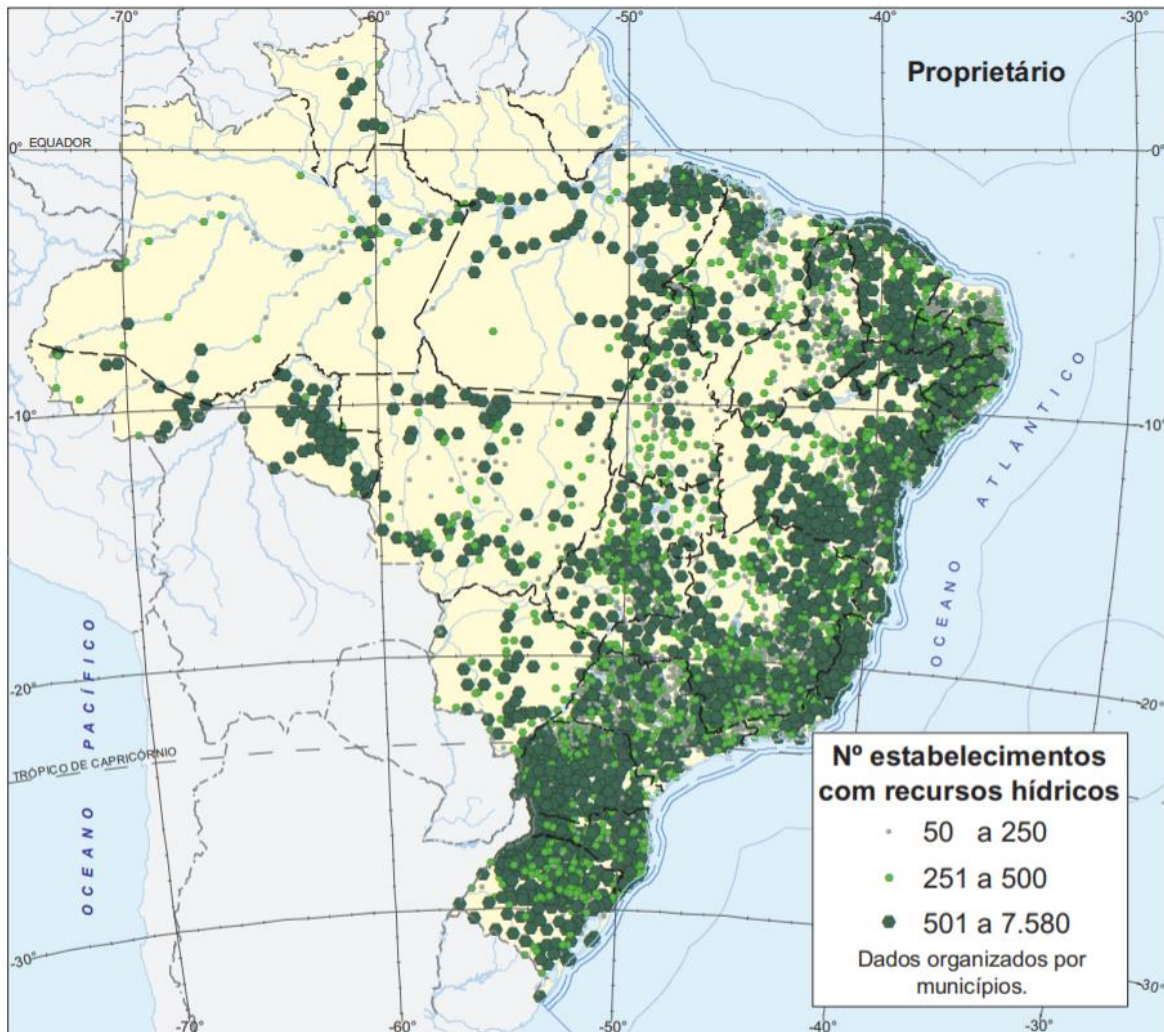 -70°
-60°
-50°
-40°
-30°
Proprietário
0°
EQUADOR
0°
-10°
-10°
OCEANO ATLÂNTICO
OCEANO PACÍFICO
-20°
-20°
TRÓPICO DE CAPRICÓRNIO
-30°
-30°
Nº estabelecimentos
com recursos hídricos
50 a 250
251 a 500
501 a 7.580
Dados organizados por
municípios.
-70°
-60°
-50°
-40°
-30°